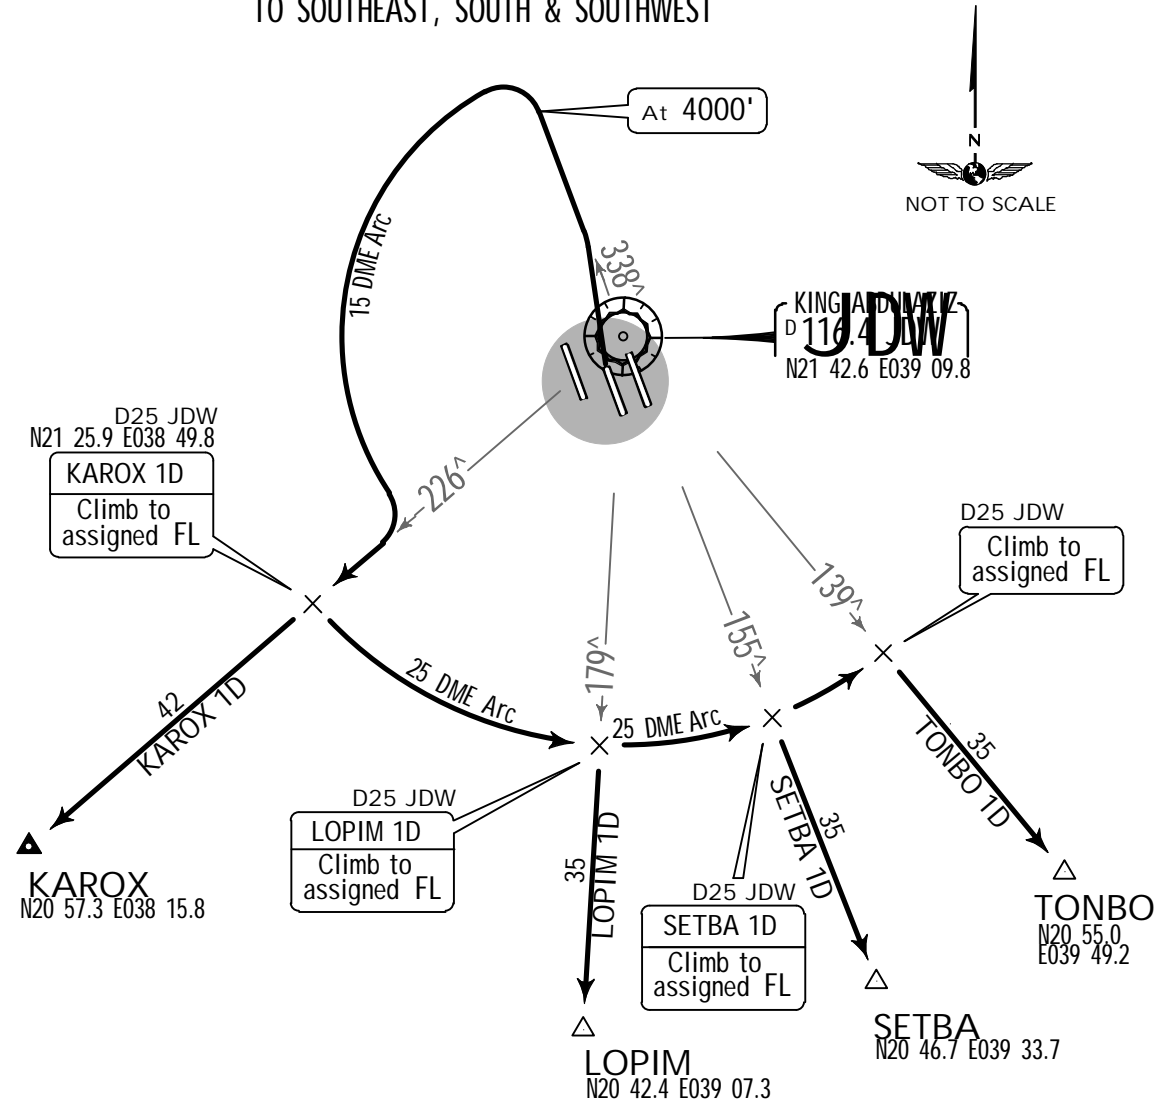 TO SOUTHEAST, SOUTH & SOUTHWEST
At 4000'
N
NOT TO SCALE
15 DME Arc
338^
KING ABDULAZIZ
D 116.4 JDW
JDW
N21 42.6 E039 09.8
D25 JDW
N21 25.9 E038 49.8
KAROX 1D
Climb to
assigned FL
226^
D25 JDW
Climb to
assigned FL
139^
155^
179^
25 DME Arc
25 DME Arc
42
KAROX 1D
35
TONBO 1D
35
SETBA 1D
35
LOPIM 1D
D25 JDW
LOPIM 1D
Climb to
assigned FL
KAROX
N20 57.3 E038 15.8
D25 JDW
SETBA 1D
Climb to
assigned FL
TONBO
N20 55.0
E039 49.2
SETBA
N20 46.7 E039 33.7
LOPIM
N20 42.4 E039 07.3